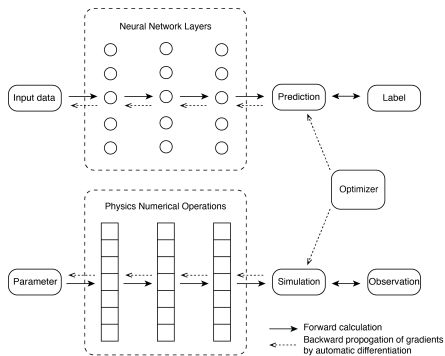 Neural Network Layers
Input data
Prediction
Label
Optimizer
Physics Numerical Operations
Parameter
Simulation
Observation
Forward calculation
Backward propogation of gradients
by automatic differentiation